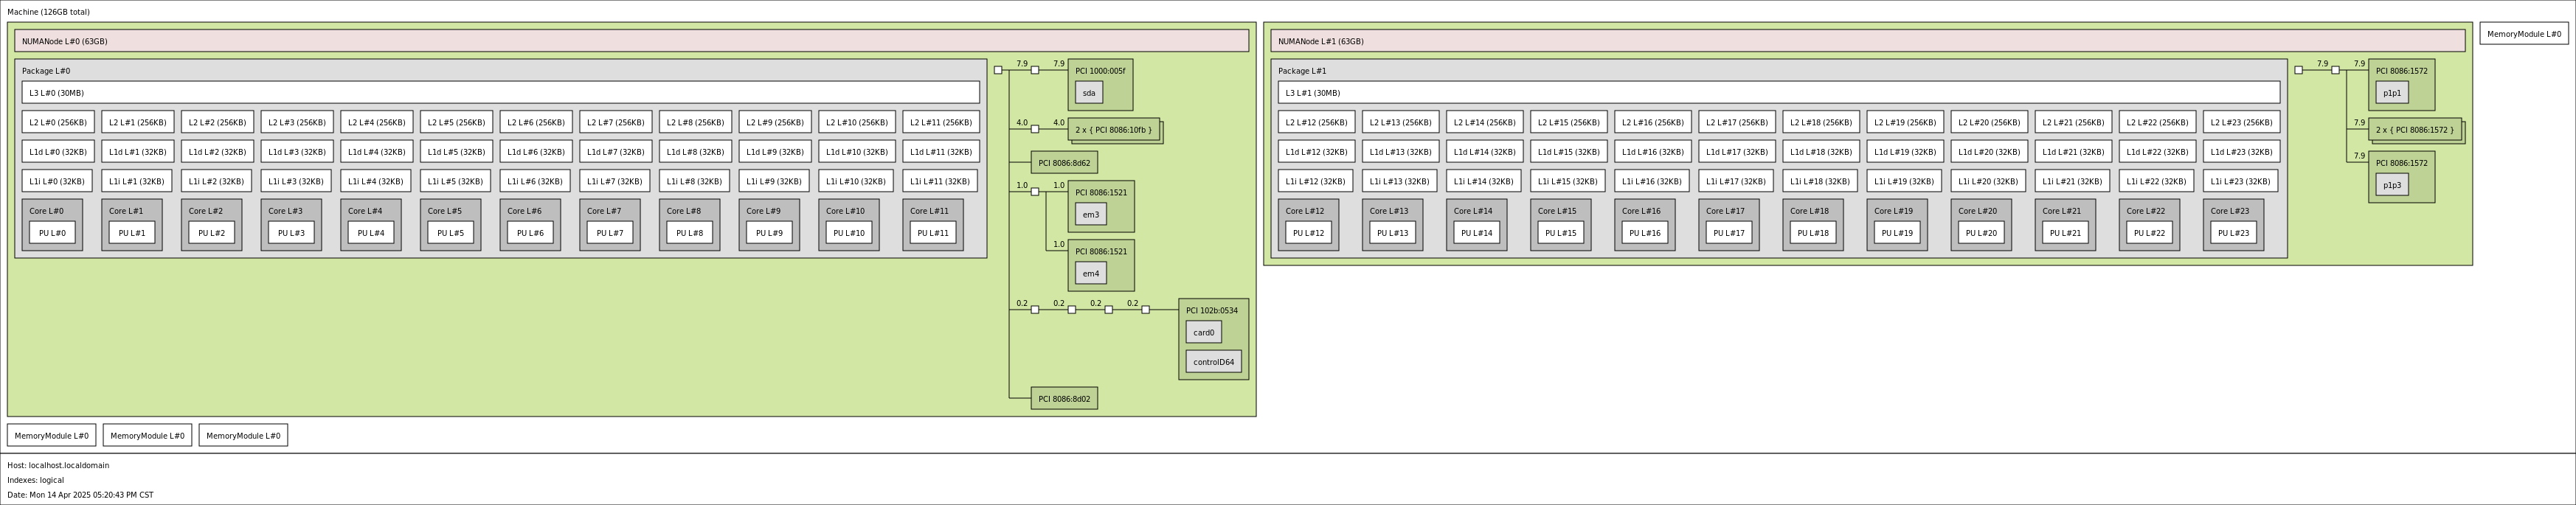 Machine (126GB total)
NUMANode L#0 (63GB)
Package L#0
L3 L#0 (30MB)
L2 L#0 (256KB) L2 L#1 (256KB) L2 L#2 (256KB) L2 L#3 (256KB) L2 L#4 (256KB) L2 L#5 (256KB) L2 L#6 (256KB) L2 L#7 (256KB) L2 L#8 (256KB) L2 L#9 (256KB) L2 L#10 (256KB) L2 L#11 (256KB)
L1d L#0 (32KB) L1d L#1 (32KB) L1d L#2 (32KB) L1d L#3 (32KB) L1d L#4 (32KB) L1d L#5 (32KB) L1d L#6 (32KB) L1d L#7 (32KB) L1d L#8 (32KB) L1d L#9 (32KB) L1d L#10 (32KB) L1d L#11 (32KB)
L1i L#0 (32KB) L1i L#1 (32KB) L1i L#2 (32KB) L1i L#3 (32KB) L1i L#4 (32KB) L1i L#5 (32KB) L1i L#6 (32KB) L1i L#7 (32KB) L1i L#8 (32KB) L1i L#9 (32KB) L1i L#10 (32KB) L1i L#11 (32KB)
Core L#0 Core L#1 Core L#2 Core L#3 Core L#4 Core L#5 Core L#6 Core L#7 Core L#8 Core L#9 Core L#10 Core L#11
PU L#0 PU L#1 PU L#2 PU L#3 PU L#4 PU L#5 PU L#6 PU L#7 PU L#8 PU L#9 PU L#10 PU L#11
7.9 7.9 PCI 1000:005f
sda
4.0 4.0 2 x { PCI 8086:10fb }
PCI 8086:8d62
1.0 1.0 PCI 8086:1521
em3
1.0 PCI 8086:1521
em4
0.2 0.2 0.2 0.2 PCI 102b:0534
card0
controlD64
PCI 8086:8d02
NUMANode L#1 (63GB)
Package L#1
L3 L#1 (30MB)
L2 L#12 (256KB) L2 L#13 (256KB) L2 L#14 (256KB) L2 L#15 (256KB) L2 L#16 (256KB) L2 L#17 (256KB) L2 L#18 (256KB) L2 L#19 (256KB) L2 L#20 (256KB) L2 L#21 (256KB) L2 L#22 (256KB) L2 L#23 (256KB)
L1d L#12 (32KB) L1d L#13 (32KB) L1d L#14 (32KB) L1d L#15 (32KB) L1d L#16 (32KB) L1d L#17 (32KB) L1d L#18 (32KB) L1d L#19 (32KB) L1d L#20 (32KB) L1d L#21 (32KB) L1d L#22 (32KB) L1d L#23 (32KB)
L1i L#12 (32KB) L1i L#13 (32KB) L1i L#14 (32KB) L1i L#15 (32KB) L1i L#16 (32KB) L1i L#17 (32KB) L1i L#18 (32KB) L1i L#19 (32KB) L1i L#20 (32KB) L1i L#21 (32KB) L1i L#22 (32KB) L1i L#23 (32KB)
Core L#12 Core L#13 Core L#14 Core L#15 Core L#16 Core L#17 Core L#18 Core L#19 Core L#20 Core L#21 Core L#22 Core L#23
PU L#12 PU L#13 PU L#14 PU L#15 PU L#16 PU L#17 PU L#18 PU L#19 PU L#20 PU L#21 PU L#22 PU L#23
7.9 7.9 PCI 8086:1572
p1p1
7.9 2 x { PCI 8086:1572 }
7.9 PCI 8086:1572
p1p3
MemoryModule L#0
MemoryModule L#0 MemoryModule L#0 MemoryModule L#0
Host: localhost.localdomain
Indexes: logical
Date: Mon 14 Apr 2025 05:20:43 PM CST